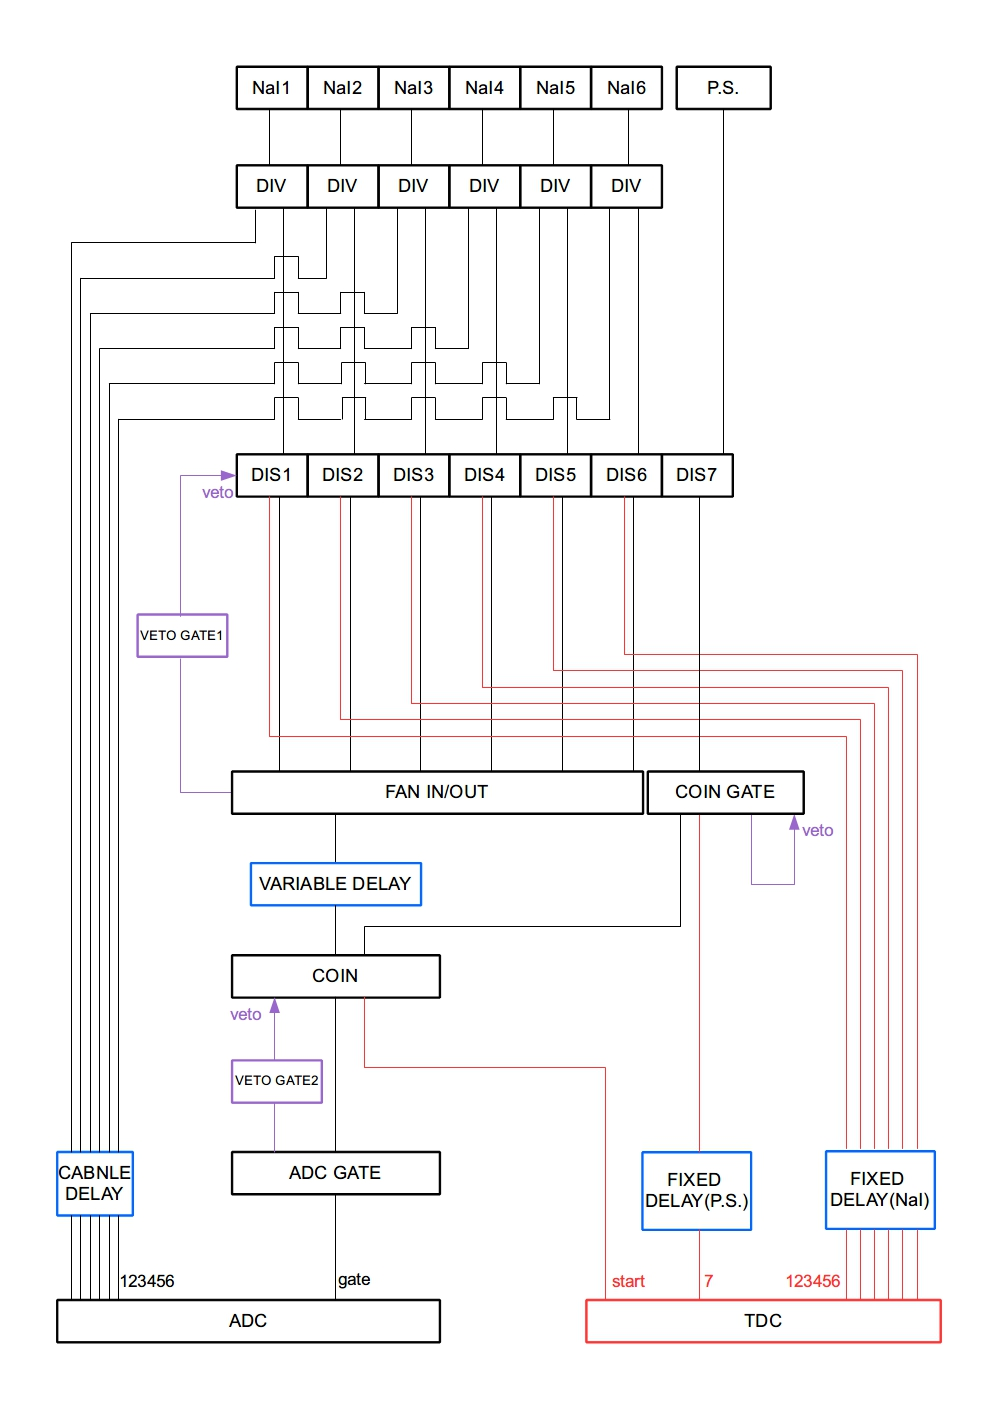 NaI1 NaI2 NaI3 NaI4 NaI5 NaI6 P.S.
DIV DIV DIV DIV DIV DIV
DIS1 DIS2 DIS3 DIS4 DIS5 DIS6 DIS7
veto
VETO GATE1
FAN IN/OUT COIN GATE
veto
VARIABLE DELAY
COIN
veto
VETO GATE2
CABNLE
DELAY
ADC GATE
FIXED
DELAY(P.S.)
FIXED
DELAY(NaI)
123456 gate start 7 123456
ADC TDC